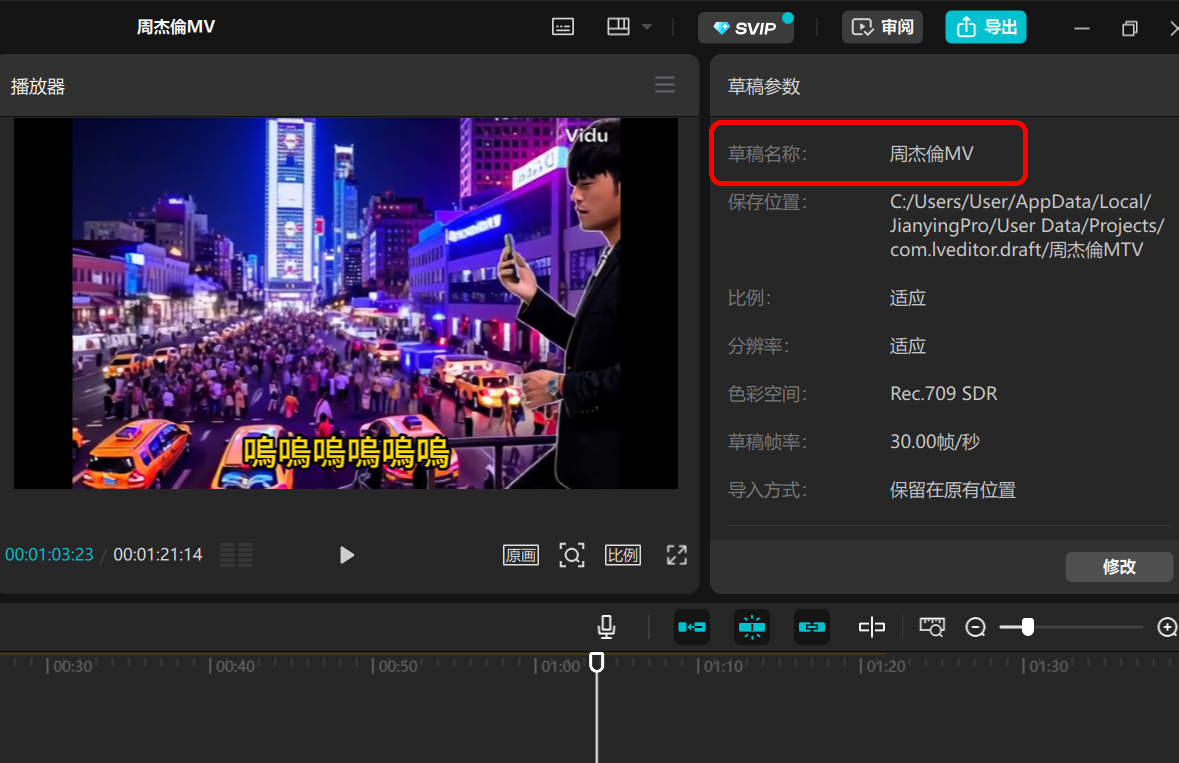 周杰倫MV
SVIP
审阅
导出
播放器
草稿参数
Vidu
草稿名称:
周杰倫MV
保存位置:
C:/Users/User/AppData/Local/
JianyingPro/User Data/Projects/
com.lveditor.draft/周杰倫MTV
比例:
适应
分辨率:
适应
色彩空间:
Rec.709 SDR
草稿帧率:
30.00帧/秒
导入方式:
保留在原有位置
嗚嗚嗚嗚嗚嗚
00:01:03:23 / 00:01:21:14
原画
比例
修改
00:30
00:40
00:50
01:00
01:10
01:20
01:30